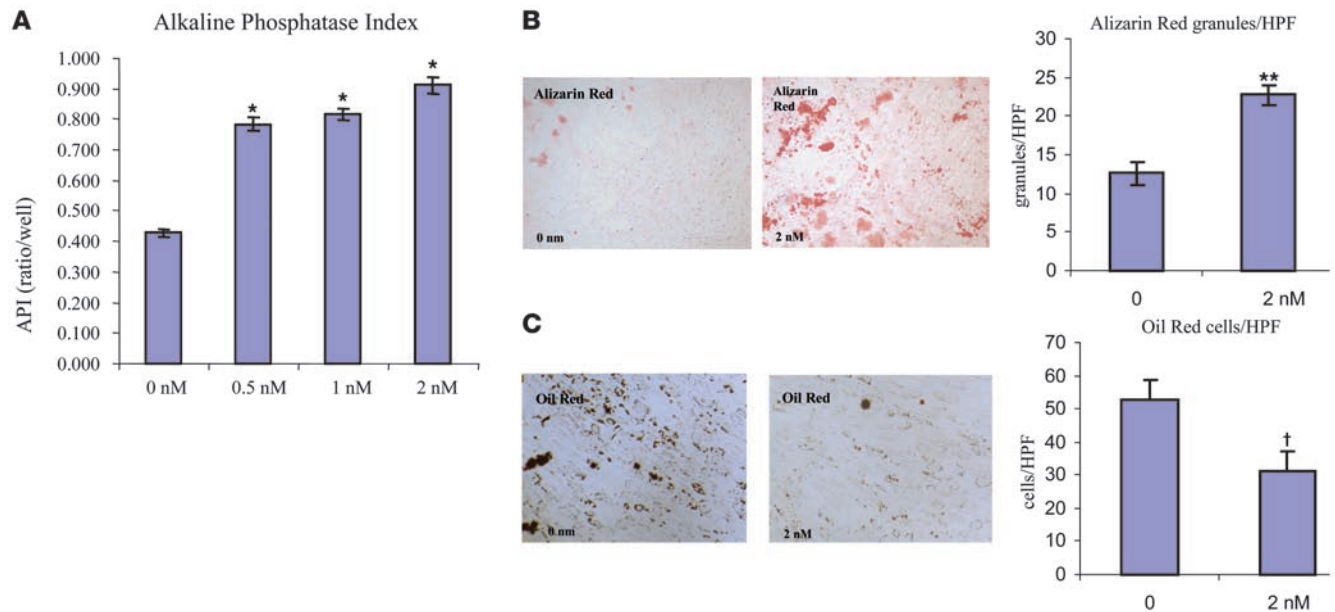 A
Alkaline Phosphatase Index
API (ratio/well)
1.000
0.900
0.800
0.700
0.600
0.500
0.400
0.300
0.200
0.100
0.000
*
*
*
0 nM
0.5 nM
1 nM
2 nM
B
Alizarin Red
0 nm
Alizarin
Red
2 nM
Alizarin Red granules/HPF
granules/HPF
30
25
20
15
10
5
0
**
0
2 nM
C
Oil Red
0 nm
Oil Red
2 nM
Oil Red cells/HPF
cells/HPF
70
60
50
40
30
20
10
0
†
0
2 nM